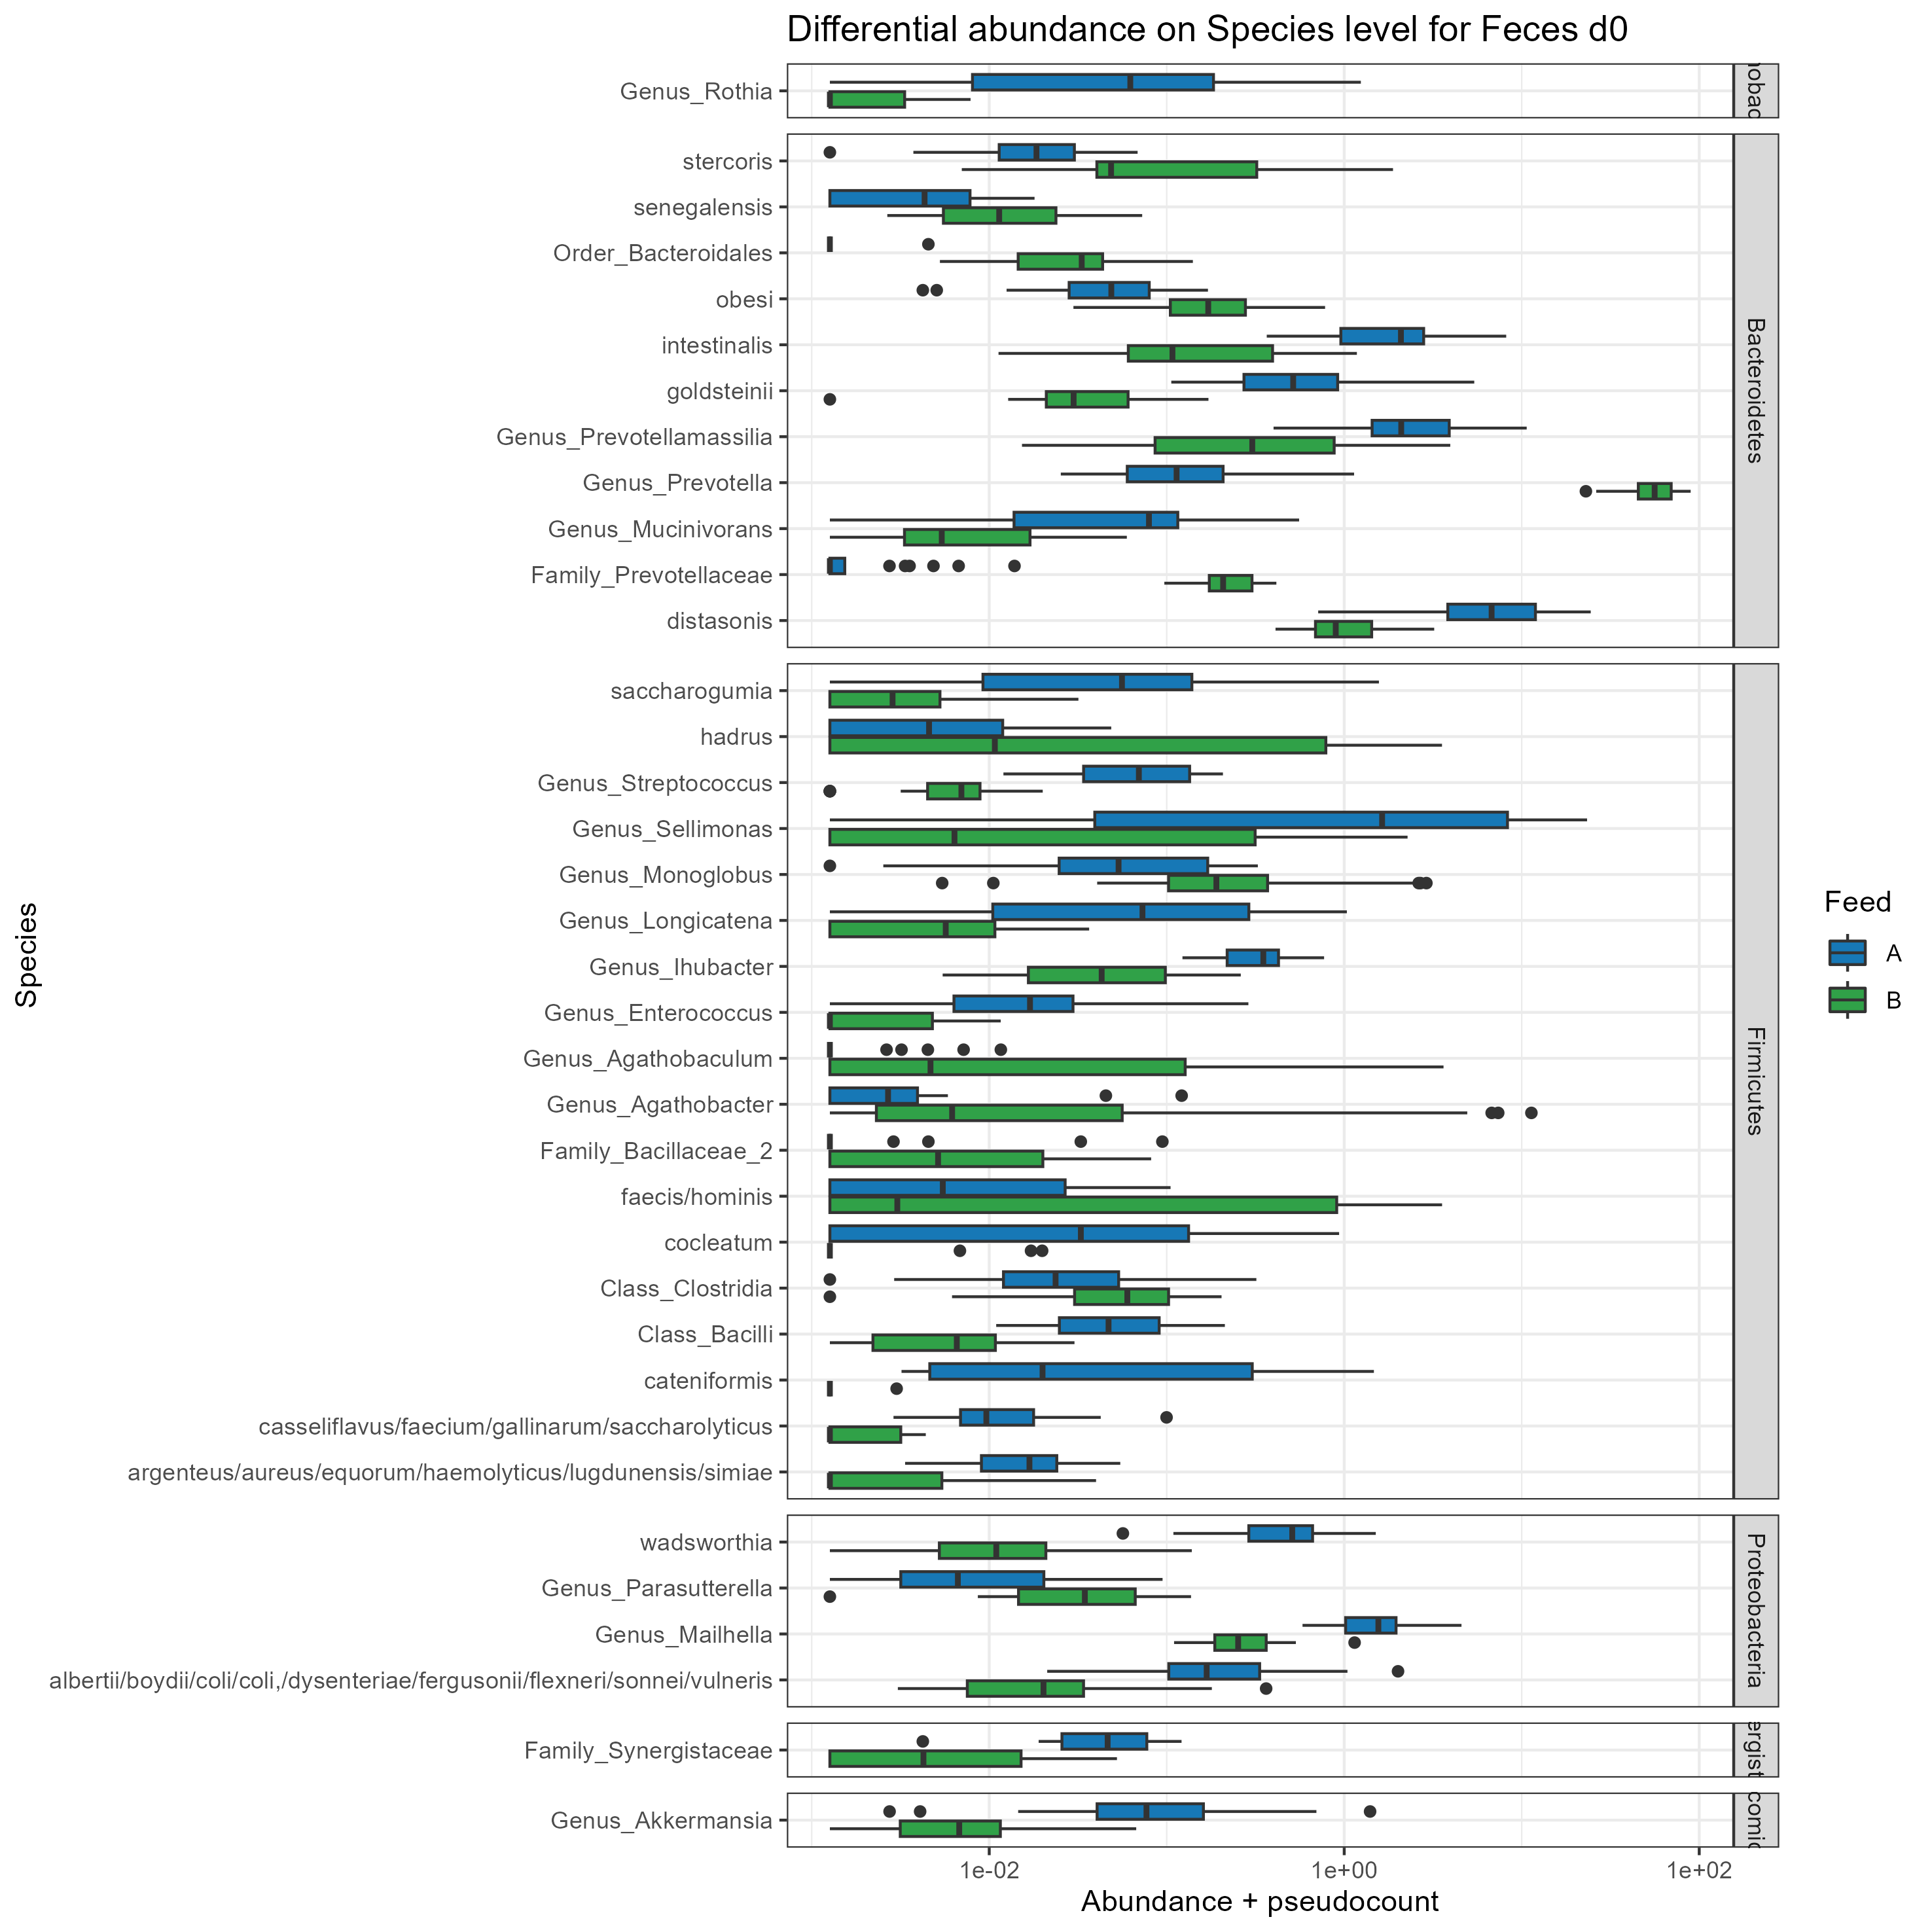 Differential abundance on Species level for Feces d0
Genus_Rothia
obac
stercoris
senegalensis
Order_Bacteroidales
obesi
intestinalis
goldsteinii
Genus_Prevotellamassilia
Genus_Prevotella
Genus_Mucinivorans
Family_Prevotellaceae
distasonis
Bacteroidetes
saccharogumia
hadrus
Genus_Streptococcus
Genus_Sellimonas
Genus_Monoglobus
Genus_Longicatena
Genus_Ihubacter
Genus_Enterococcus
Genus_Agathobaculum
Genus_Agathobacter
Family_Bacillaceae_2
faecis/hominis
cocleatum
Class_Clostridia
Class_Bacilli
cateniformis
casseliflavus/faecium/gallinarum/saccharolyticus
argenteus/aureus/equorum/haemolyticus/lugdunensis/simiae
Firmicutes
wadsworthia
Genus_Parasutterella
Genus_Mailhella
albertii/boydii/coli/coli,/dysenteriae/fergusonii/flexneri/sonnei/vulneris
Proteobacteria
Family_Synergistaceae
ergist
Genus_Akkermansia
comic
1e-02 1e+00 1e+02
Abundance + pseudocount
Species
Feed
A
B